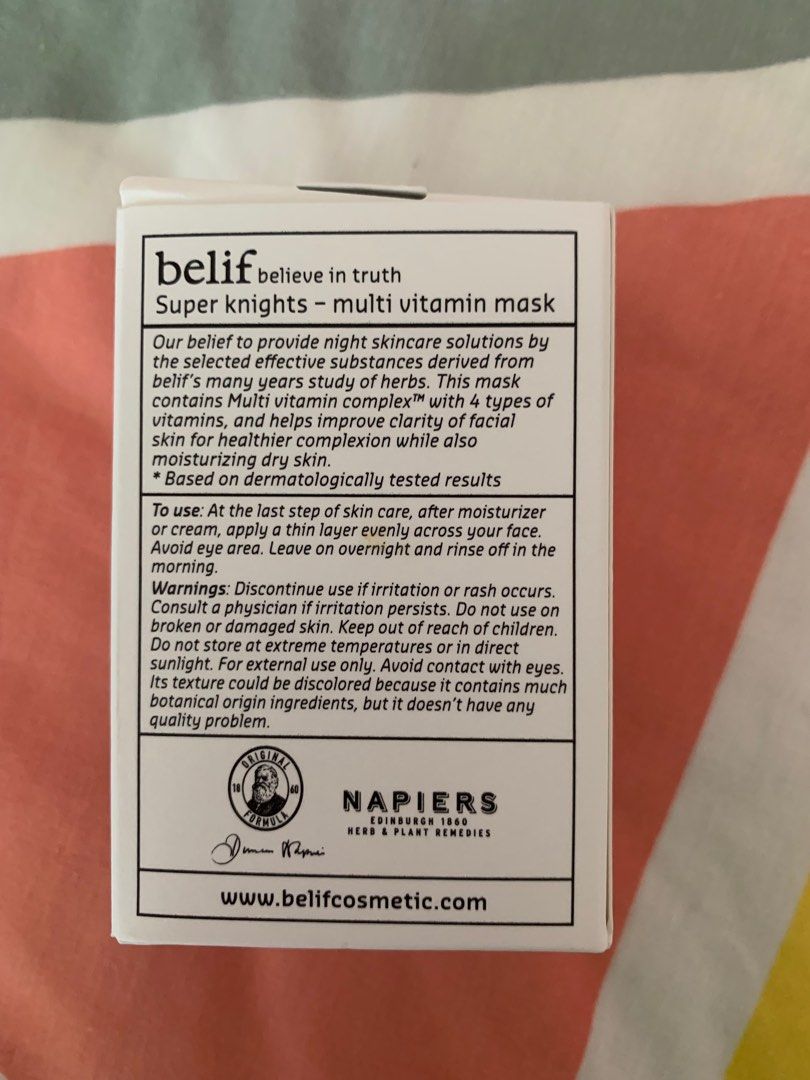 belif believe in truth
Super knights – multi vitamin mask
Our belief to provide night skincare solutions by
the selected effective substances derived from
belif's many years study of herbs. This mask
contains Multi vitamin complex™ with 4 types of
vitamins, and helps improve clarity of facial
skin for healthier complexion while also
moisturizing dry skin.
* Based on dermatologically tested results
To use: At the last step of skin care, after moisturizer
or cream, apply a thin layer evenly across your face.
Avoid eye area. Leave on overnight and rinse off in the
morning.
Warnings: Discontinue use if irritation or rash occurs.
Consult a physician if irritation persists. Do not use on
broken or damaged skin. Keep out of reach of children.
Do not store at extreme temperatures or in direct
sunlight. For external use only. Avoid contact with eyes.
Its texture could be discolored because it contains much
botanical origin ingredients, but it doesn't have any
quality problem.
ORIGINAL
18 60
FORMULA
NAPIERS
EDINBURGH 1860
HERB & PLANT REMEDIES
www.belifcosmetic.com